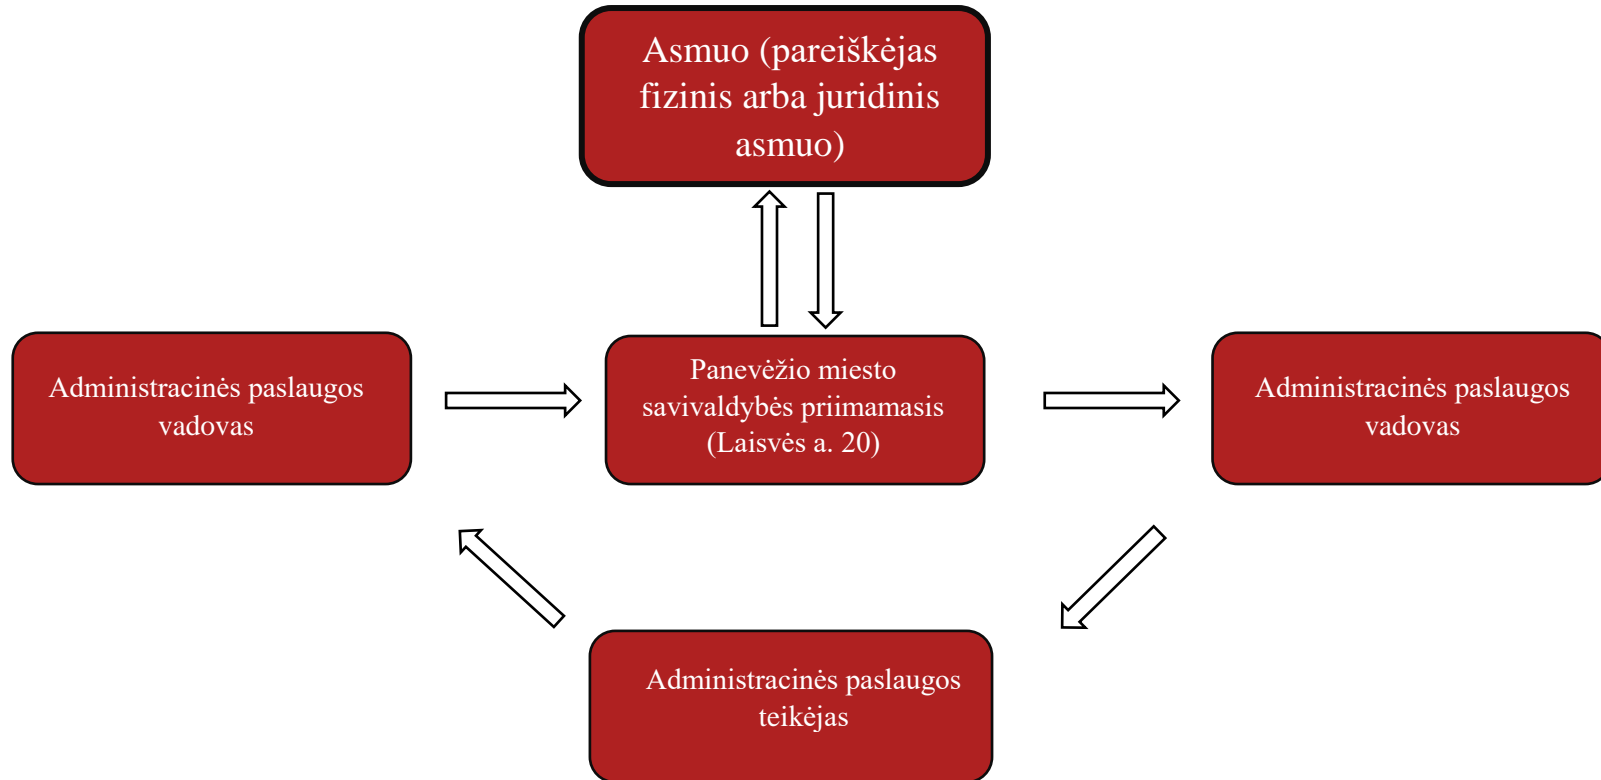 Asmuo (pareiškėjas
fizinis arba juridinis
asmuo)
Administracinės paslaugos
vadovas
Panevėžio miesto
savivaldybės priimamasis
(Laisvės a. 20)
Administracinės paslaugos
vadovas
Administracinės paslaugos
teikėjas